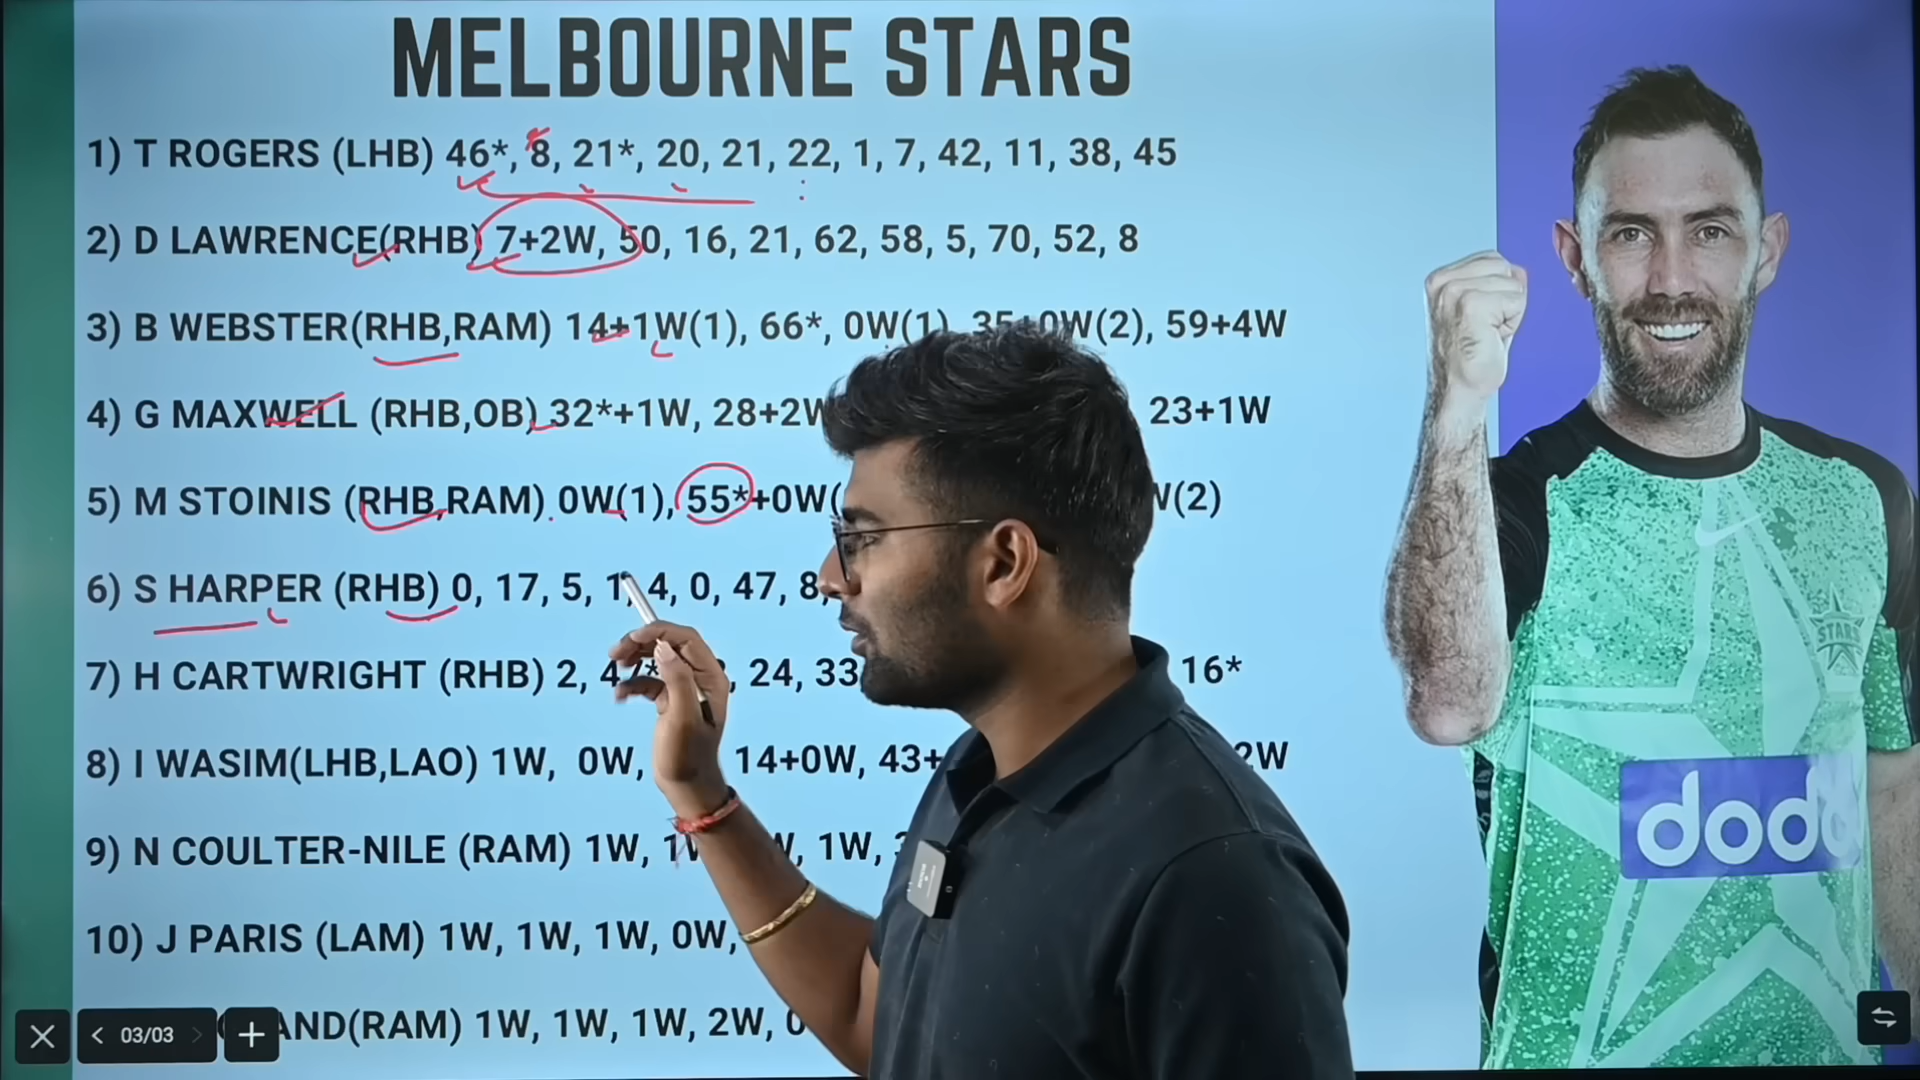 MELBOURNE STARS
1) T ROGERS (LHB) 46*, 8, 21*, 20, 21, 22, 1, 7, 42, 11, 38, 45
2) D LAWRENCE(RHB) 7+2W, 50, 16, 21, 62, 58, 5, 70, 52, 8
3) B WEBSTER(RHB,RAM) 14+1W(1), 66*, 0W(1), 35+0W(2), 59+4W
4) G MAXWELL (RHB,OB) 32*+1W, 28+2W 23+1W
5) M STOINIS (RHB,RAM) 0W(1), 55*+0W( W(2)
6) S HARPER (RHB) 0, 17, 5, 1, 4, 0, 47, 8,
7) H CARTWRIGHT (RHB) 2, 47* , 24, 33 16*
8) I WASIM(LHB,LAO) 1W, 0W, 14+0W, 43+ 2W
9) N COULTER-NILE (RAM) 1W, W, 1W,
10) J PARIS (LAM) 1W, 1W, 1W, 0W,
AND(RAM) 1W, 1W, 1W, 2W, 0
03/03
STARS